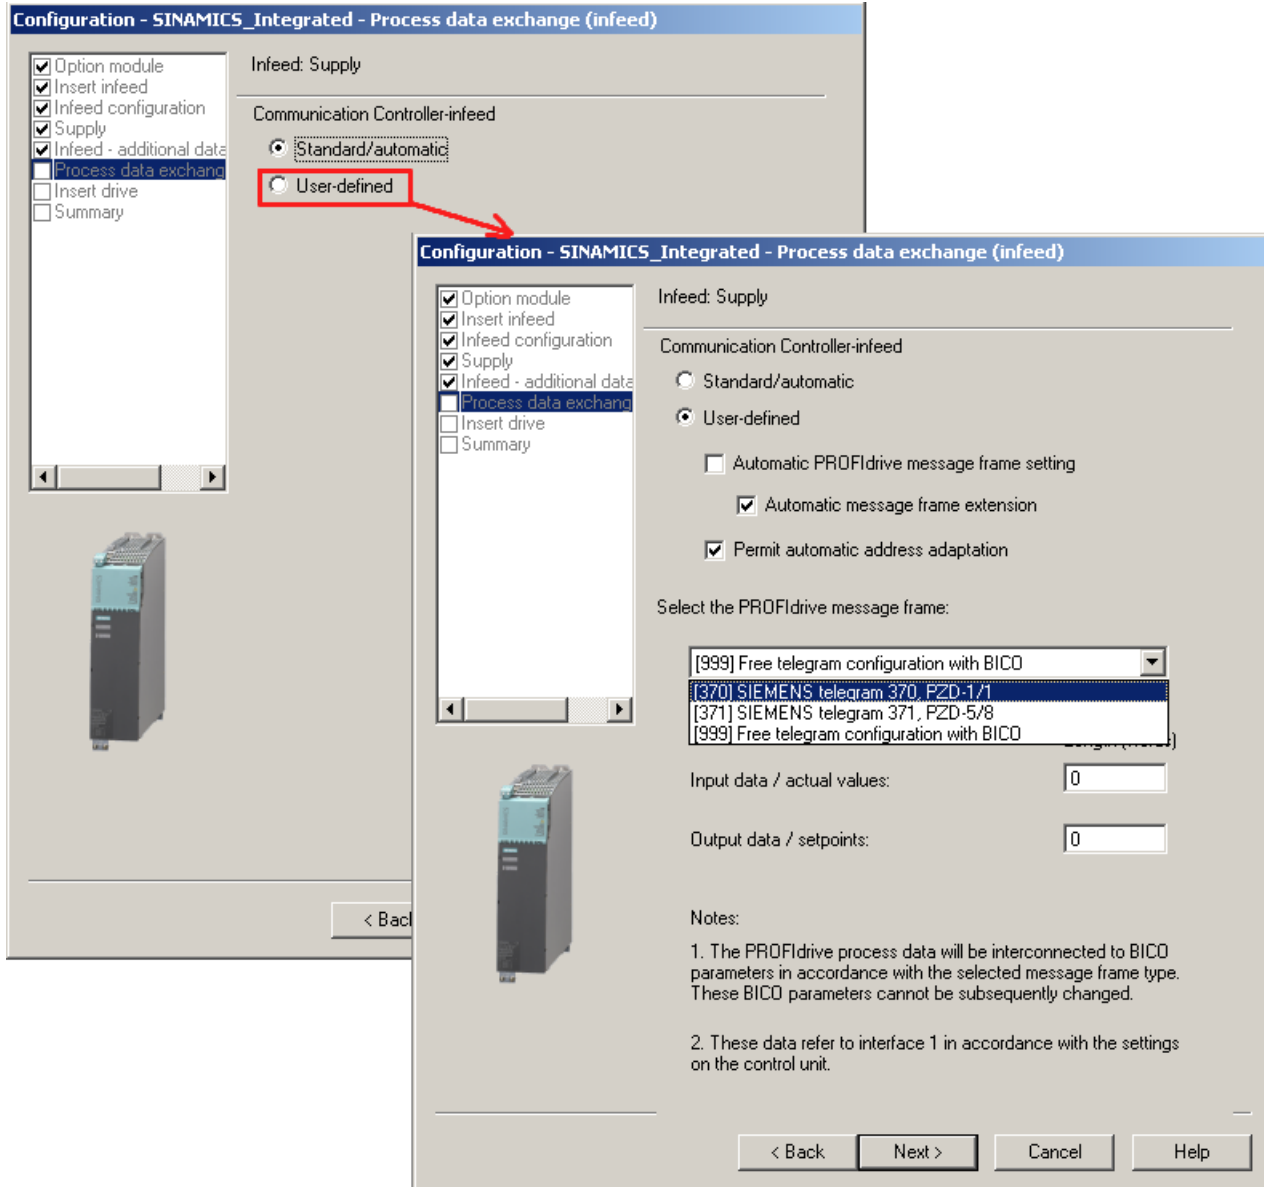 Configuration - SINAMICS_Integrated - Process data exchange (infeed)
Option module
Insert infeed
Infeed configuration
Supply
Infeed - additional data
Process data exchang
Insert drive
Summary
Infeed: Supply
Communication Controller-infeed
Standard/automatic
User-defined
< Bacl
Configuration - SINAMICS_Integrated - Process data exchange (infeed)
Option module
Insert infeed
Infeed configuration
Supply
Infeed - additional data
Process data exchang
Insert drive
Summary
Infeed: Supply
Communication Controller-infeed
Standard/automatic
User-defined
Automatic PROFIdrive message frame setting
Automatic message frame extension
Permit automatic address adaptation
Select the PROFIdrive message frame:
[999] Free telegram configuration with BICO
[370] SIEMENS telegram 370, PZD-1/1
[371] SIEMENS telegram 371, PZD-5/8
[999] Free telegram configuration with BICO
Input data / actual values:
0
Output data / setpoints:
0
Notes:
1. The PROFIdrive process data will be interconnected to BICO
parameters in accordance with the selected message frame type.
These BICO parameters cannot be subsequently changed.
2. These data refer to interface 1 in accordance with the settings
on the control unit.
< Back
Next >
Cancel
Help